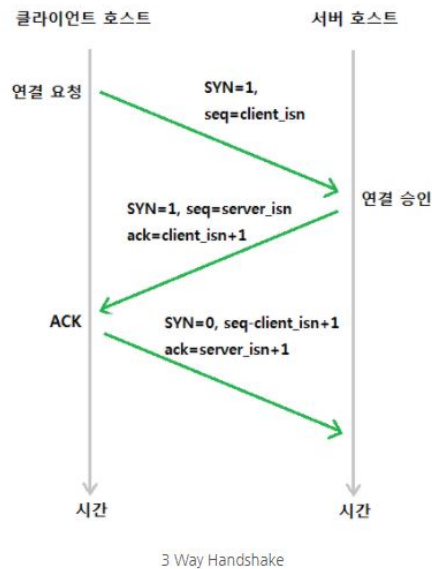 클라이언트 호스트
서버 호스트
연결 요청
SYN=1,
seq=client_isn
연결 승인
SYN=1, seq=server_isn
ack=client_isn+1
ACK
SYN=0, seq-client_isn+1
ack=server_isn+1
시간
시간
3 Way Handshake